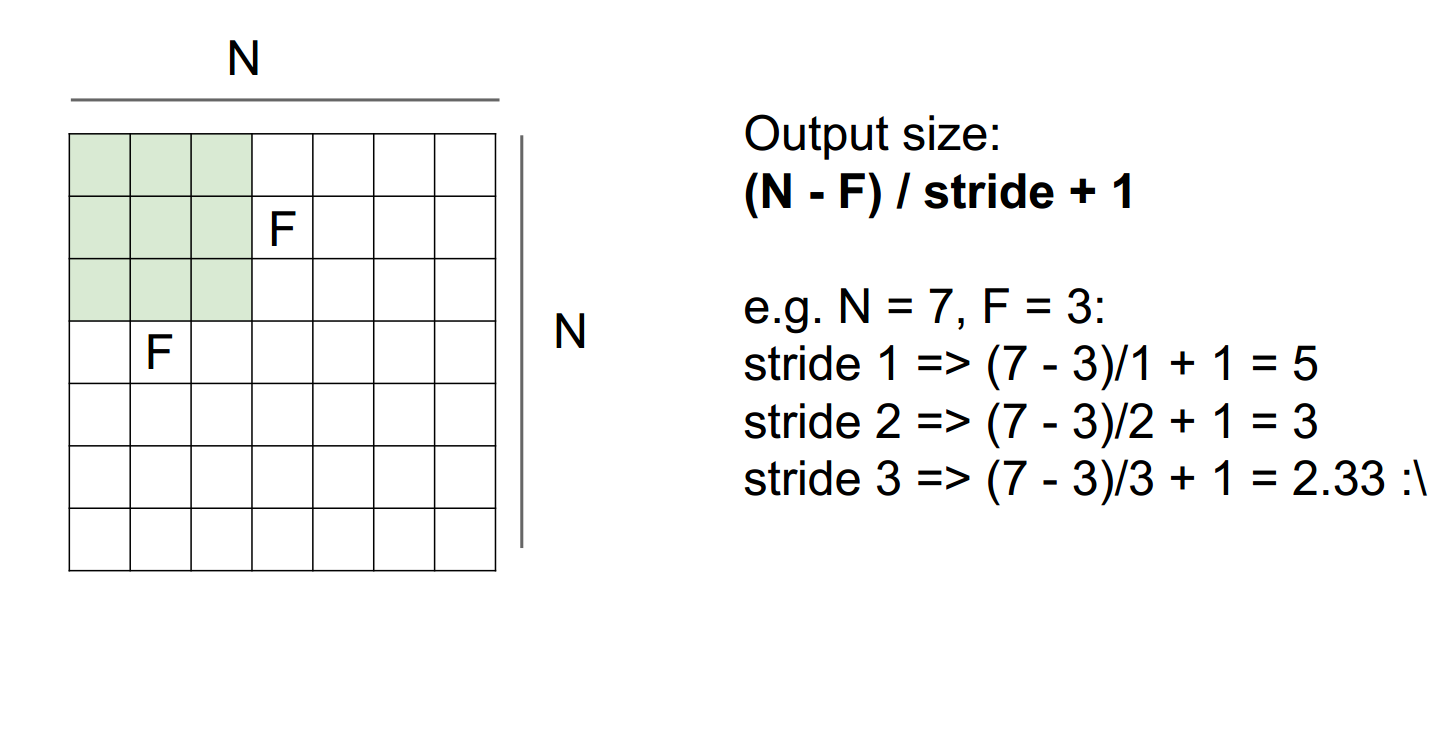 N
F
F
N
Output size:
(N - F) / stride + 1
e.g. N = 7, F = 3:
stride 1 => (7 - 3)/1 + 1 = 5
stride 2 => (7 - 3)/2 + 1 = 3
stride 3 => (7 - 3)/3 + 1 = 2.33 :\